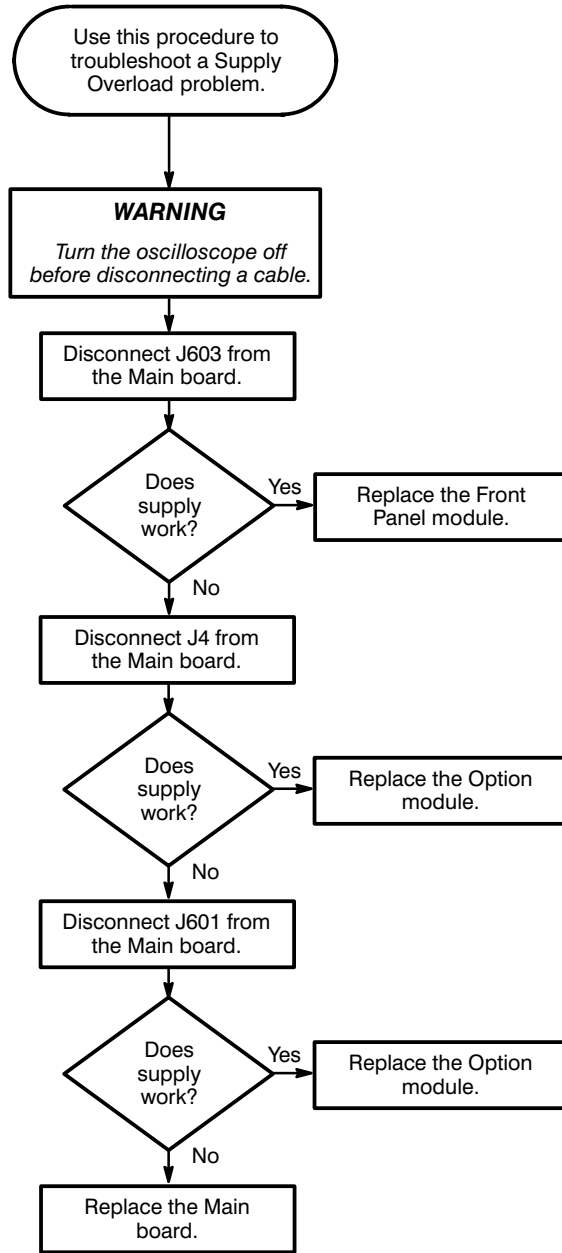 Use this procedure to
troubleshoot a Supply
Overload problem.
WARNING
Turn the oscilloscope off
before disconnecting a cable.
Disconnect J603 from
the Main board.
Does
supply
work?
Yes
Replace the Front
Panel module.
No
Disconnect J4 from
the Main board.
Does
supply
work?
Yes
Replace the Option
module.
No
Disconnect J601 from
the Main board.
Does
supply
work?
Yes
Replace the Option
module.
No
Replace the Main
board.